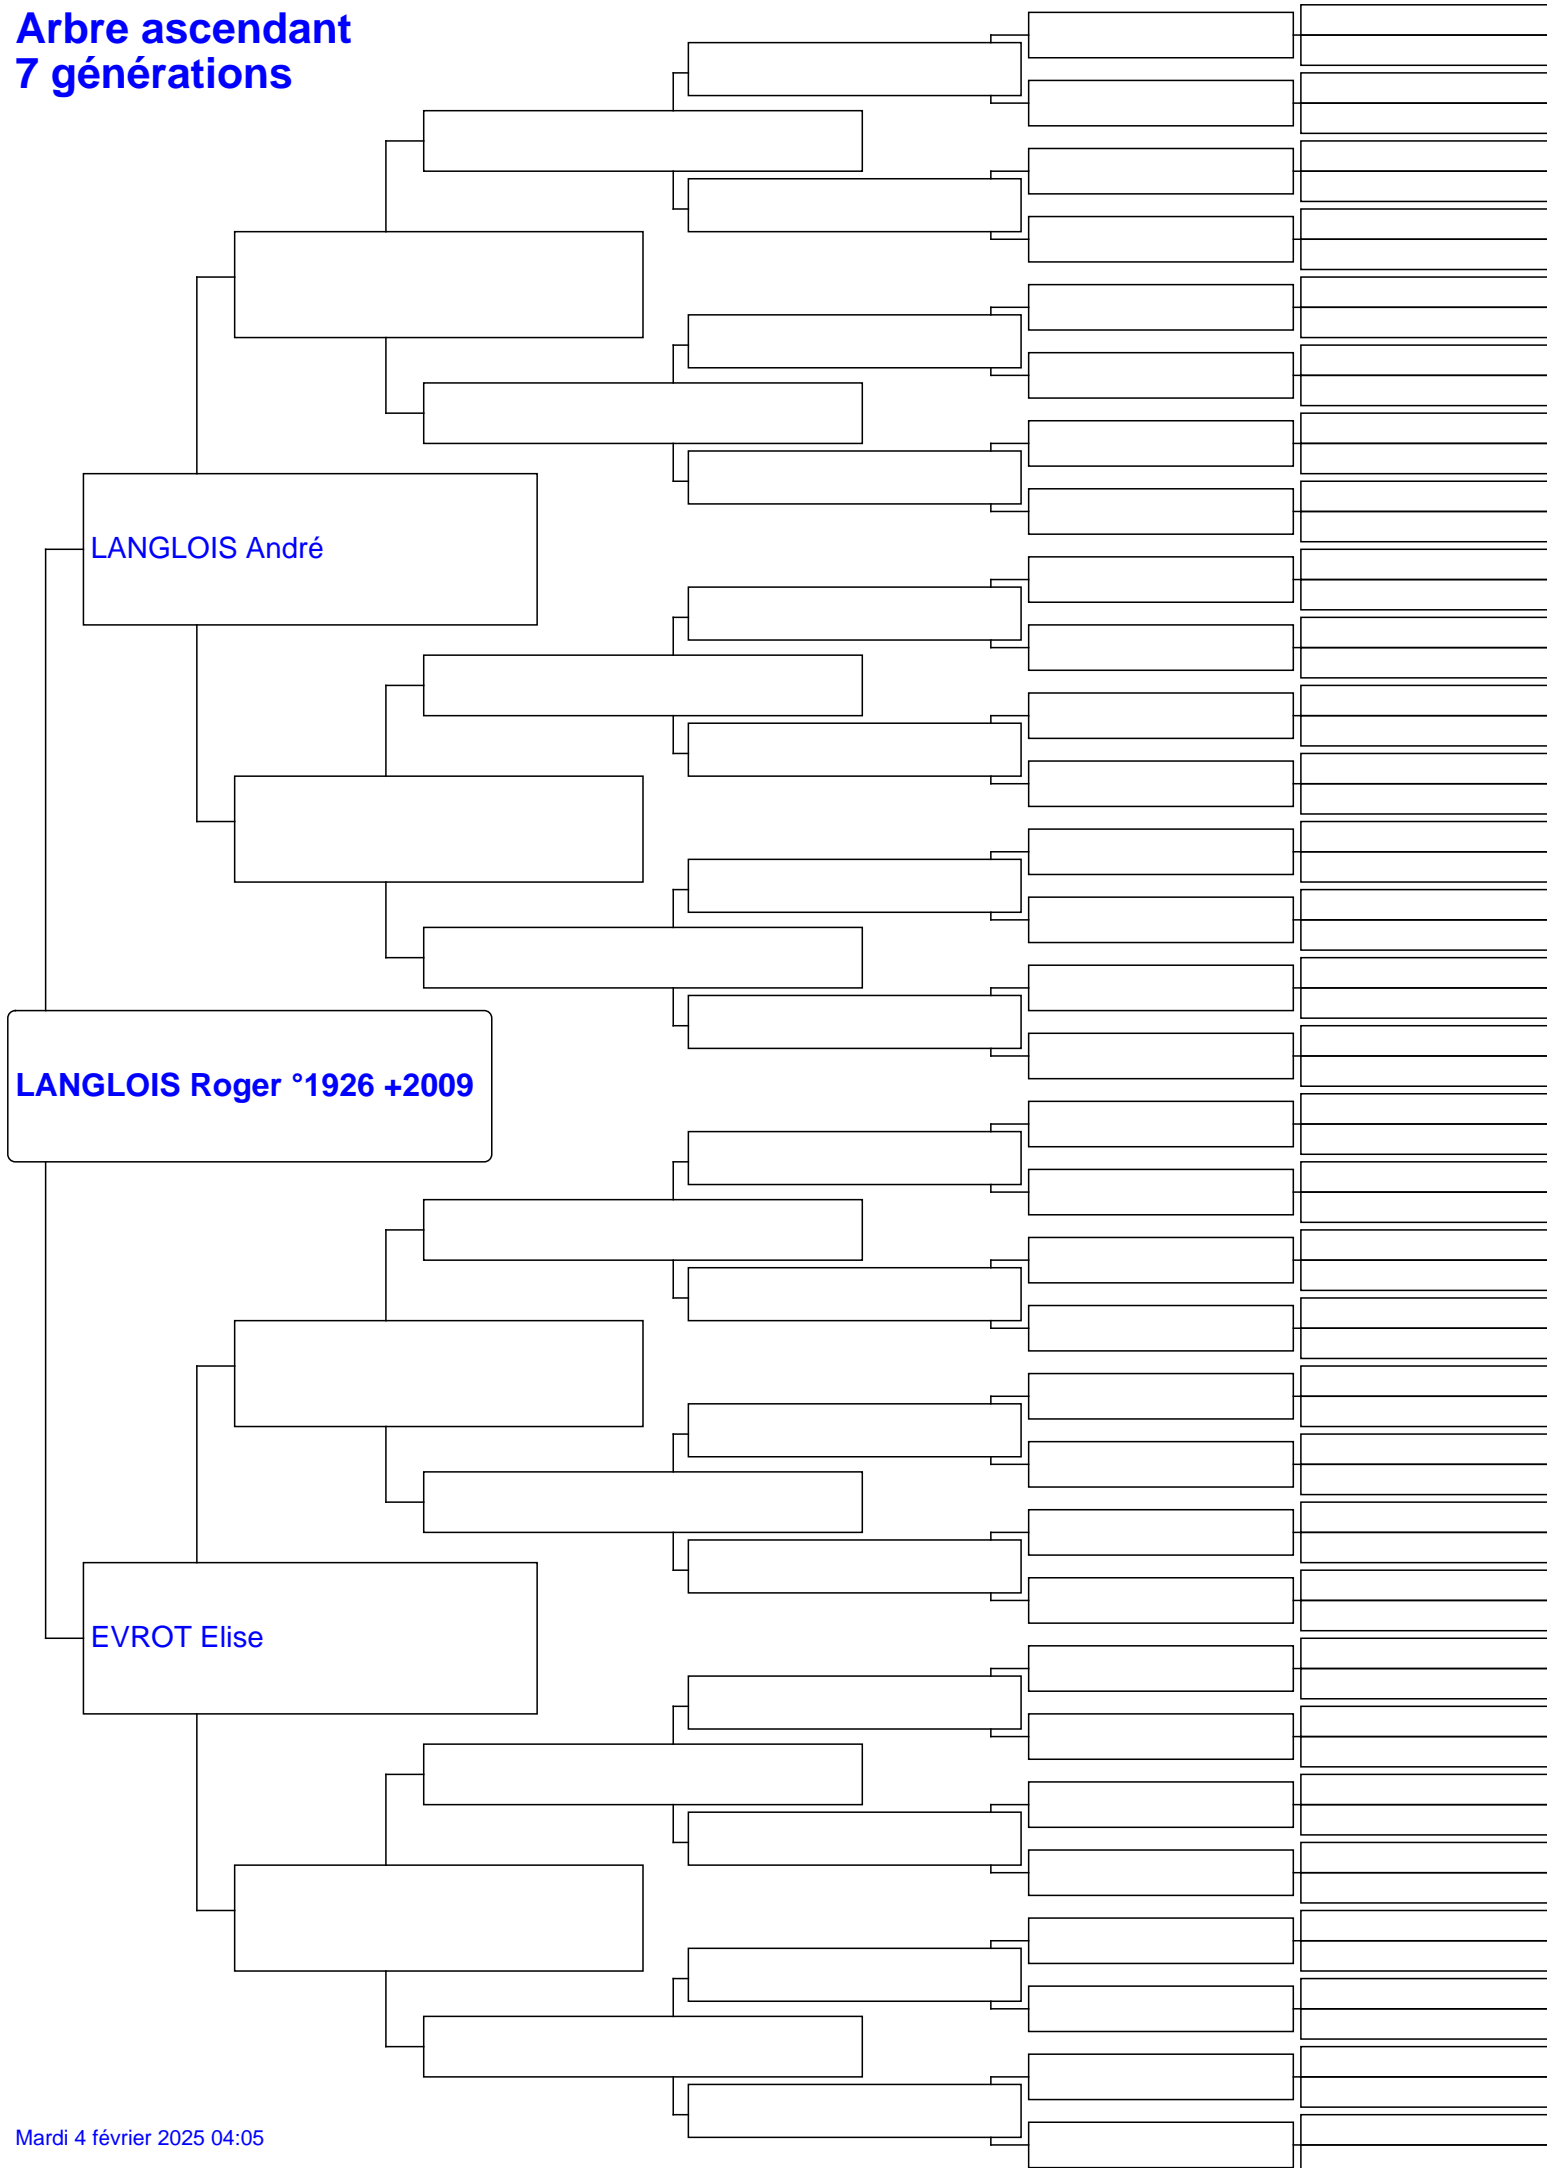 Arbre ascendant
7 générations
LANGLOIS André
LANGLOIS Roger °1926 +2009
EVROT Elise
Mardi 4 février 2025 04:05